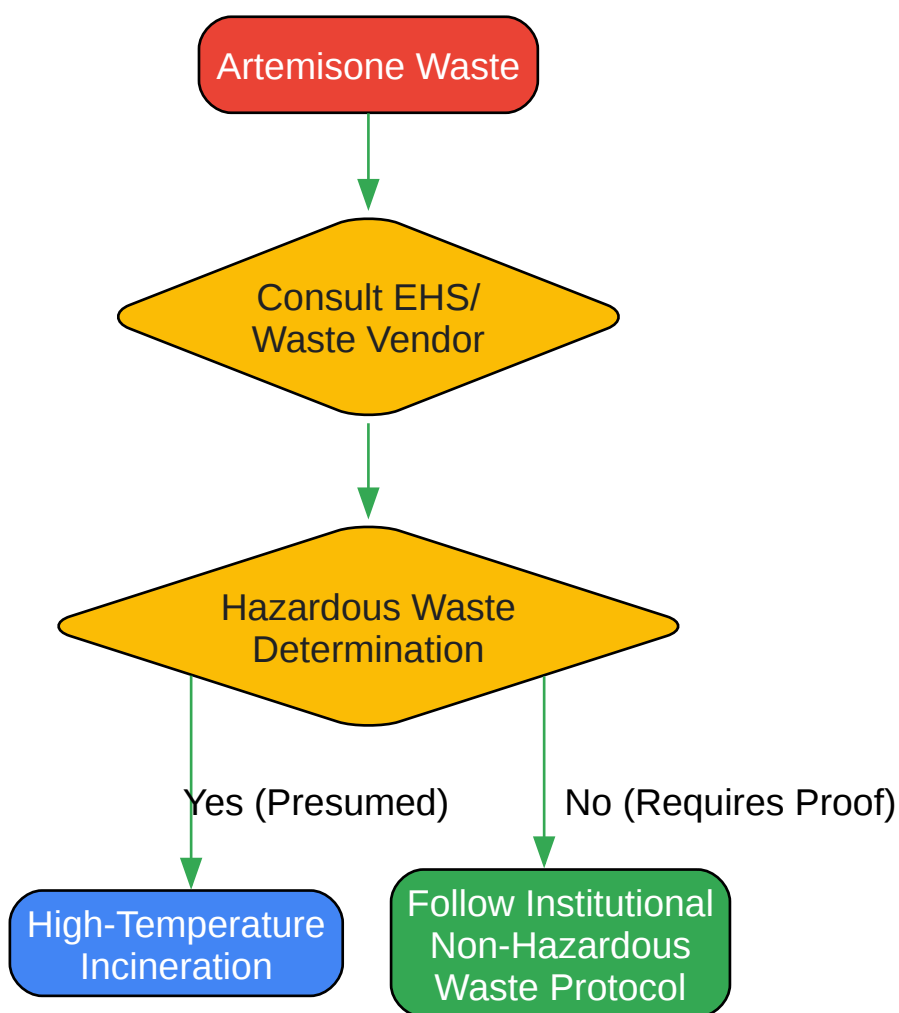 Artemisone Waste
Consult EHS/
Waste Vendor
Hazardous Waste
Determination
Yes (Presumed)
No (Requires Proof)
High-Temperature
Incineration
Follow Institutional
Non-Hazardous
Waste Protocol